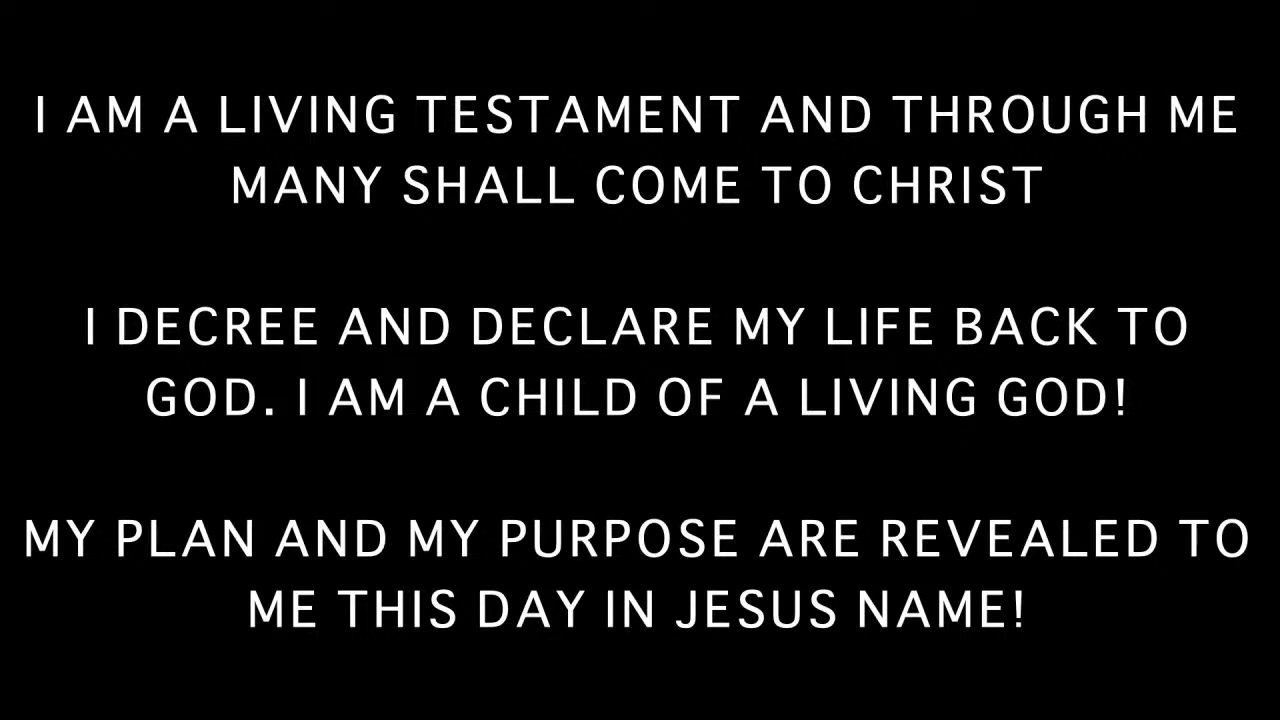 I AM A LIVING TESTAMENT AND THROUGH ME
MANY SHALL COME TO CHRIST
I DECREE AND DECLARE MY LIFE BACK TO
GOD. I AM A CHILD OF A LIVING GOD!
MY PLAN AND MY PURPOSE ARE REVEALED TO
ME THIS DAY IN JESUS NAME!